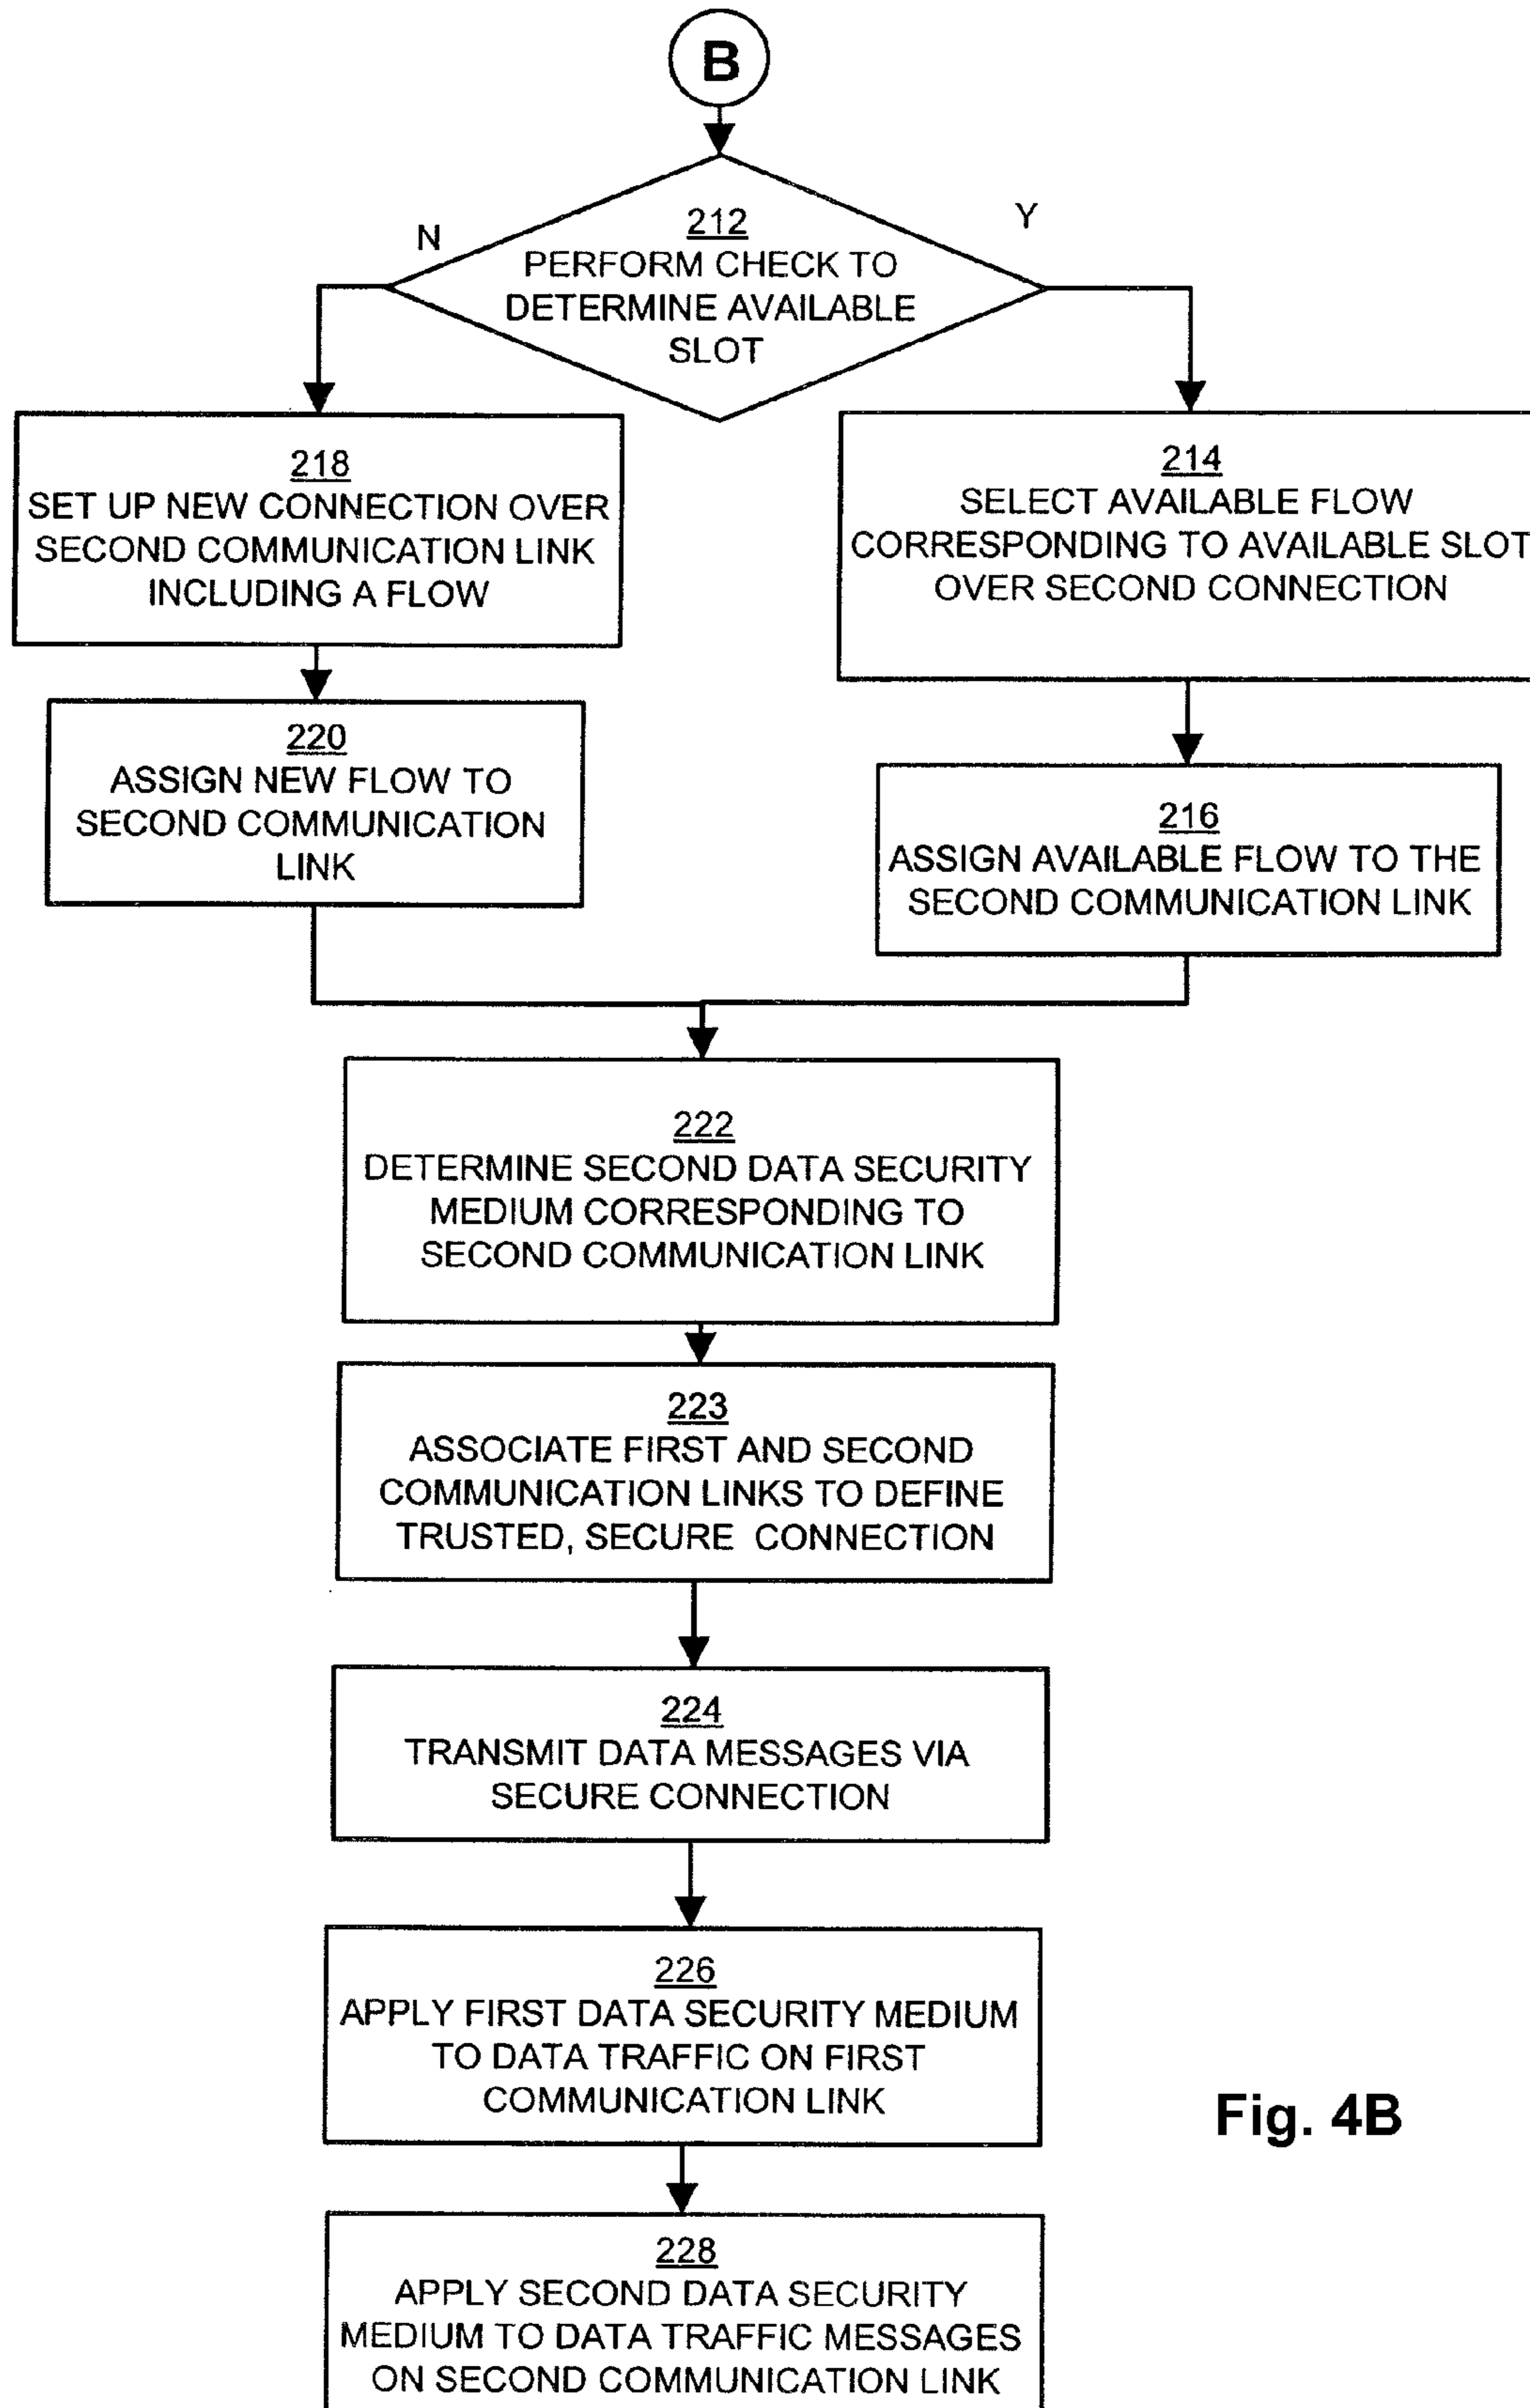 B
N
Y
212
PERFORM CHECK TO
DETERMINE AVAILABLE
SLOT
218
SET UP NEW CONNECTION OVER
SECOND COMMUNICATION LINK
INCLUDING A FLOW
214
SELECT AVAILABLE FLOW
CORRESPONDING TO AVAILABLE SLOT
OVER SECOND CONNECTION
220
ASSIGN NEW FLOW TO
SECOND COMMUNICATION
LINK
216
ASSIGN AVAILABLE FLOW TO THE
SECOND COMMUNICATION LINK
222
DETERMINE SECOND DATA SECURITY
MEDIUM CORRESPONDING TO
SECOND COMMUNICATION LINK
223
ASSOCIATE FIRST AND SECOND
COMMUNICATION LINKS TO DEFINE
TRUSTED, SECURE CONNECTION
224
TRANSMIT DATA MESSAGES VIA
SECURE CONNECTION
226
APPLY FIRST DATA SECURITY MEDIUM
TO DATA TRAFFIC ON FIRST
COMMUNICATION LINK
Fig. 4B
228
APPLY SECOND DATA SECURITY
MEDIUM TO DATA TRAFFIC MESSAGES
ON SECOND COMMUNICATION LINK